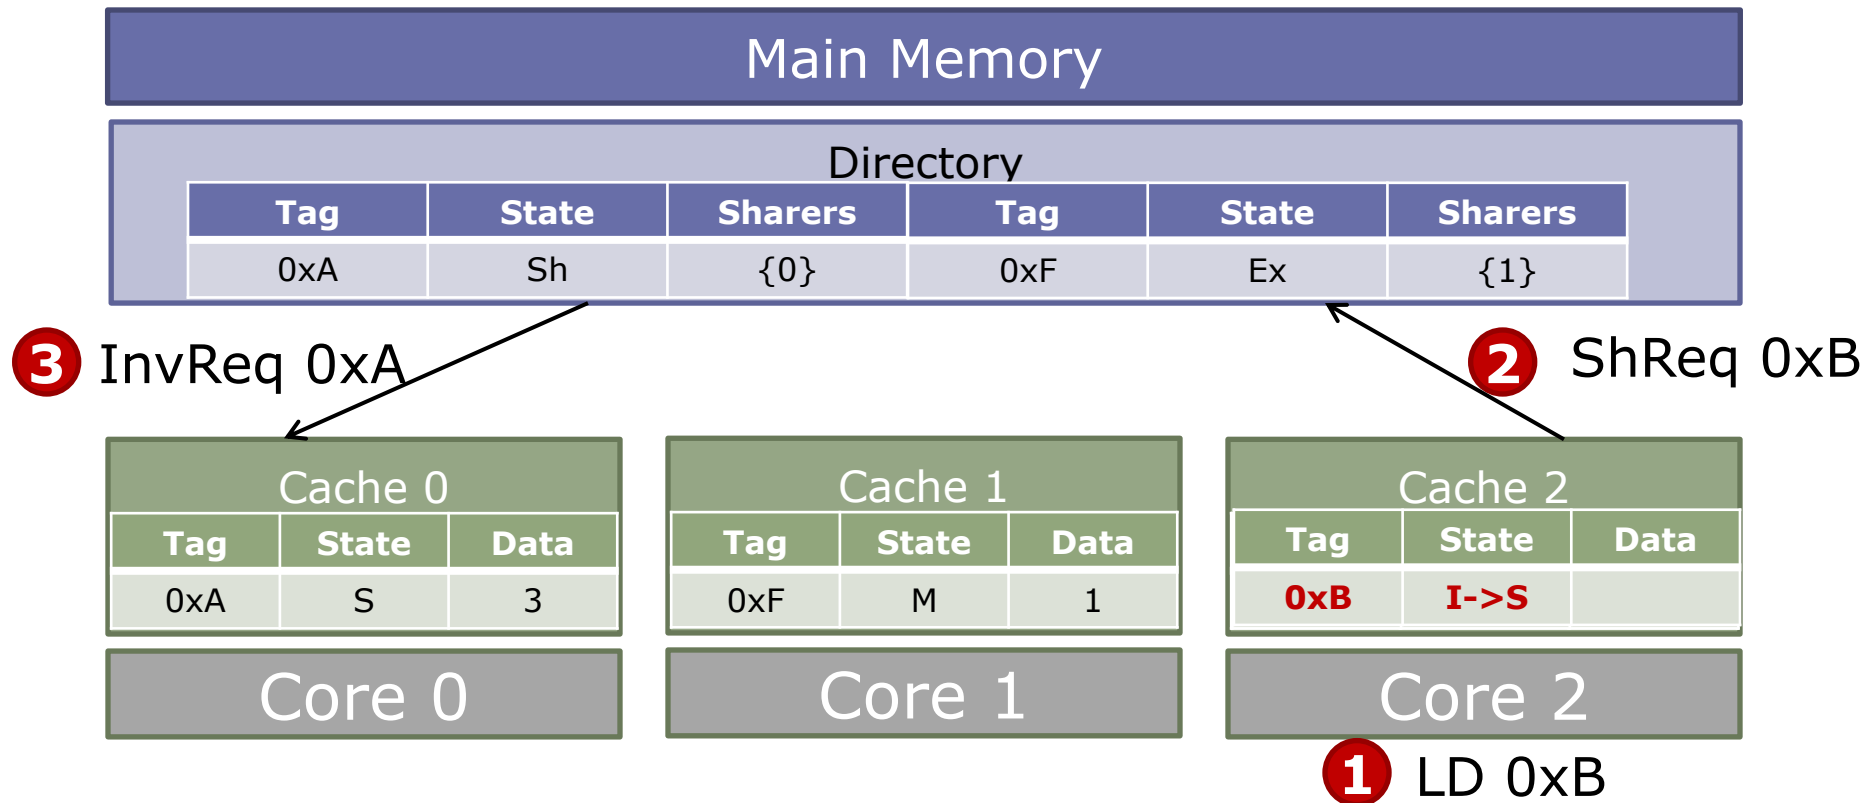 Main Memory
Directory
Tag State Sharers Tag State Sharers
0xA Sh {0} 0xF Ex {1}
3 InvReq 0xA
2 ShReq 0xB
Cache 0 Cache 1 Cache 2
Tag State Data Tag State Data Tag State Data
0xA S 3 0xF M 1 0xB I->S
Core 0 Core 1 Core 2
1 LD 0xB